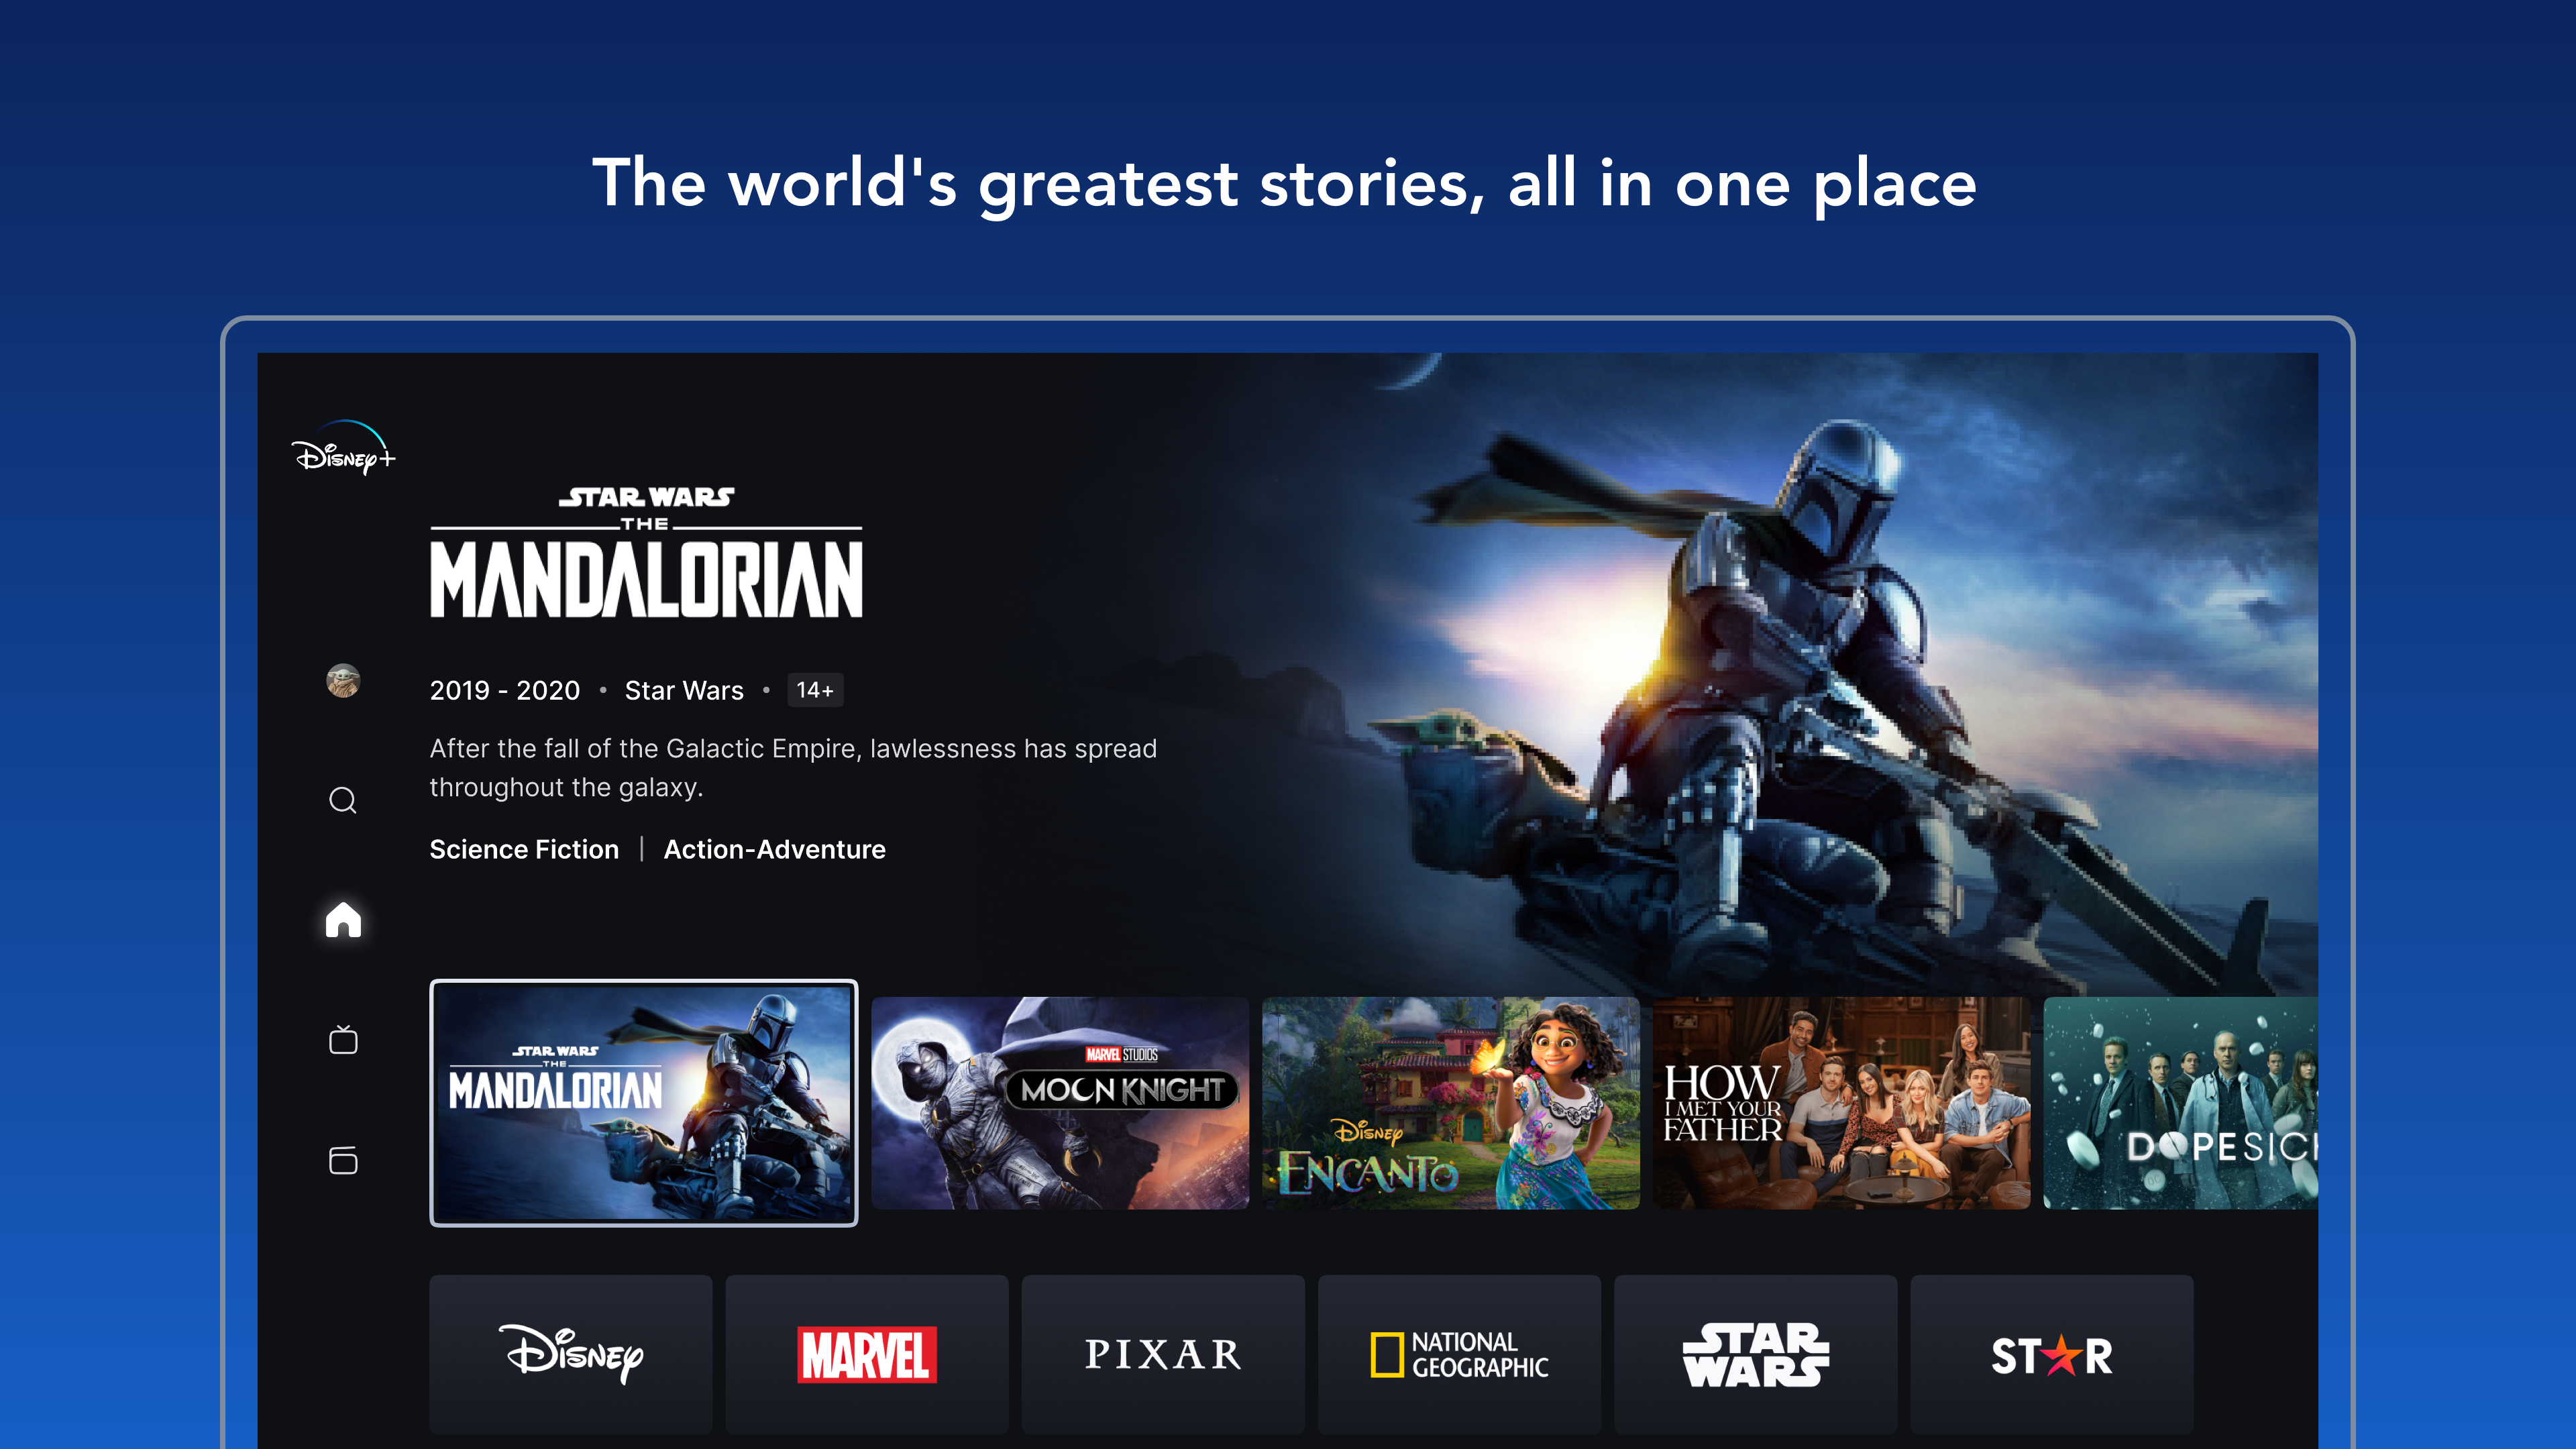 The world's greatest stories, all in one place
Disney+
STAR WARS
THE
MANDALORIAN
2019 - 2020 • Star Wars • 14+
After the fall of the Galactic Empire, lawlessness has spread
throughout the galaxy.
Science Fiction | Action-Adventure
STAR WARS
THE
MANDALORIAN
MARVEL STUDIOS
MOON KNIGHT
Disney
ENCANTO
HOW
I MET YOUR
FATHER
DOPESICK
Disney
MARVEL
PIXAR
NATIONAL
GEOGRAPHIC
STAR
WARS
STAR